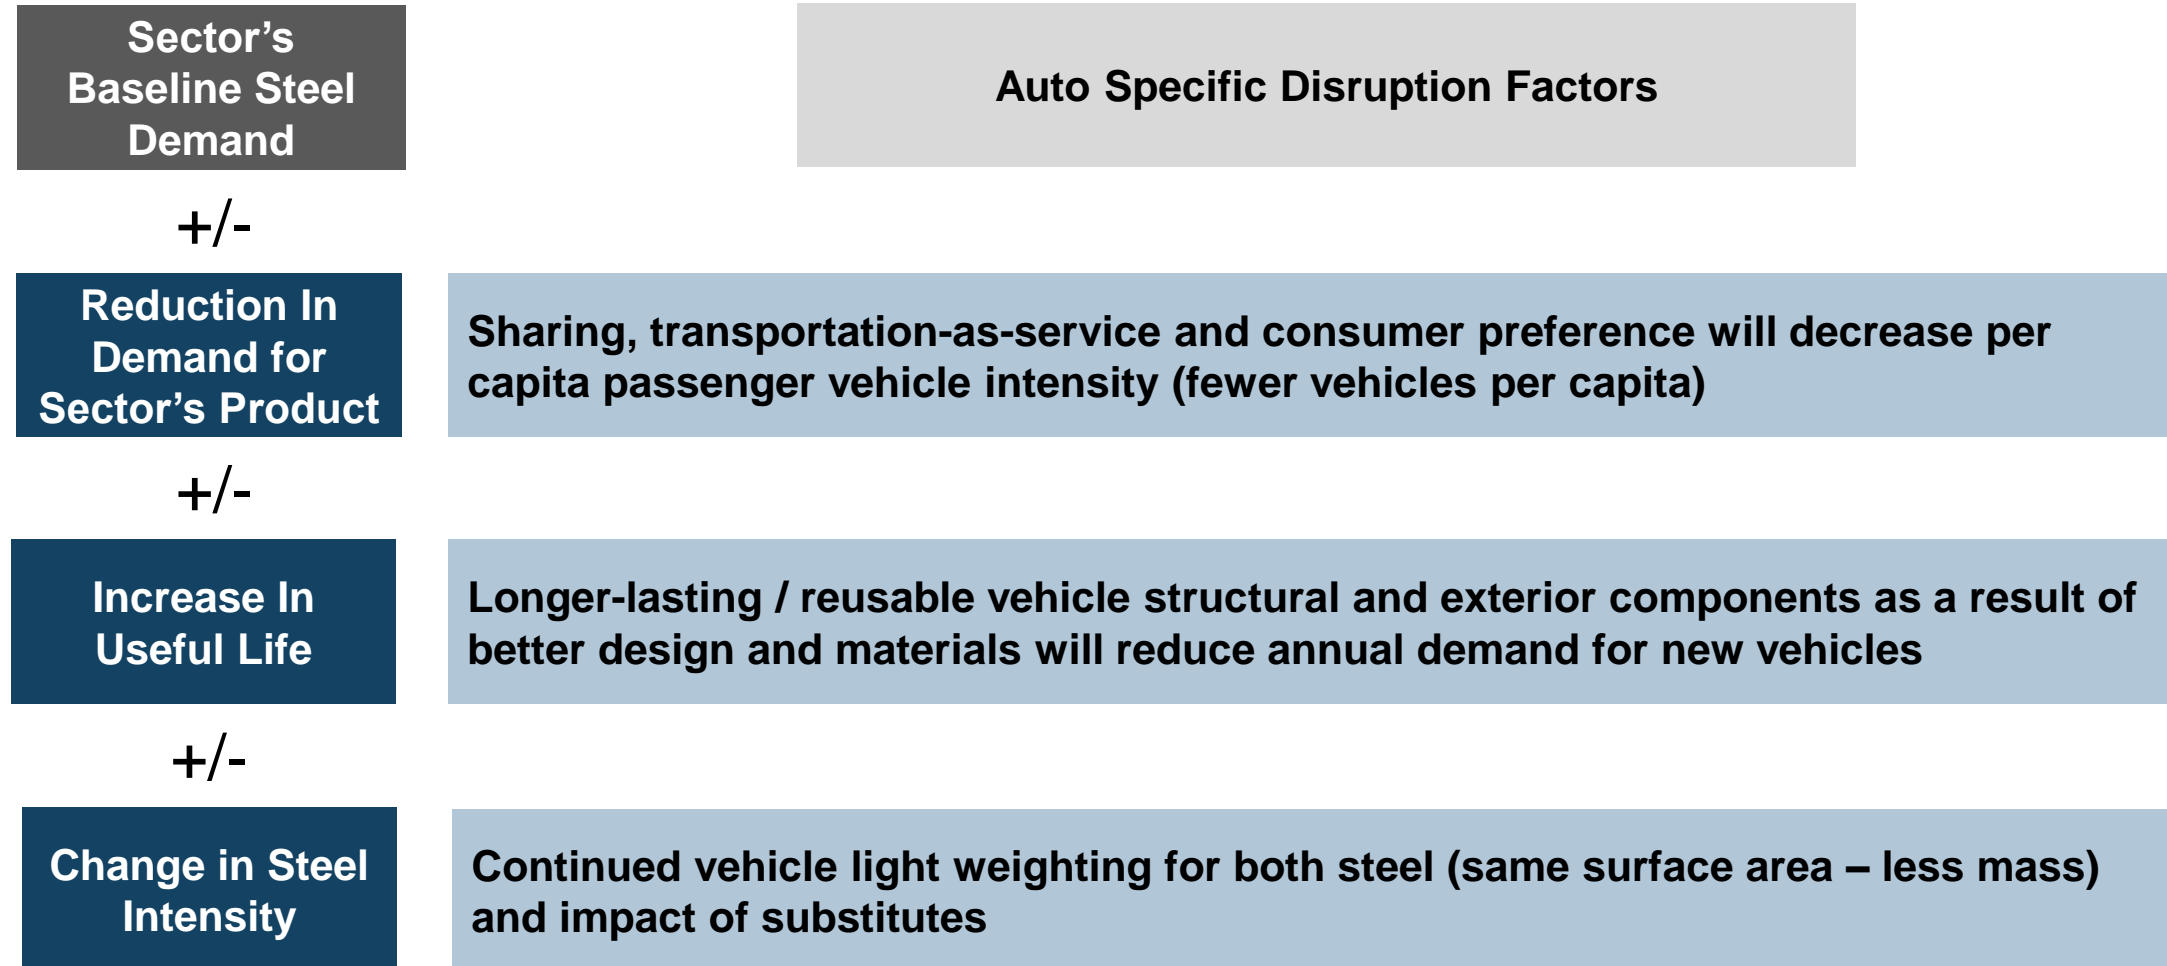 Sector’s
Baseline Steel
Demand
Auto Specific Disruption Factors
+/-
Reduction In
Demand for
Sector’s Product
Sharing, transportation-as-service and consumer preference will decrease per
capita passenger vehicle intensity (fewer vehicles per capita)
+/-
Increase In
Useful Life
Longer-lasting / reusable vehicle structural and exterior components as a result of
better design and materials will reduce annual demand for new vehicles
+/-
Change in Steel
Intensity
Continued vehicle light weighting for both steel (same surface area – less mass)
and impact of substitutes